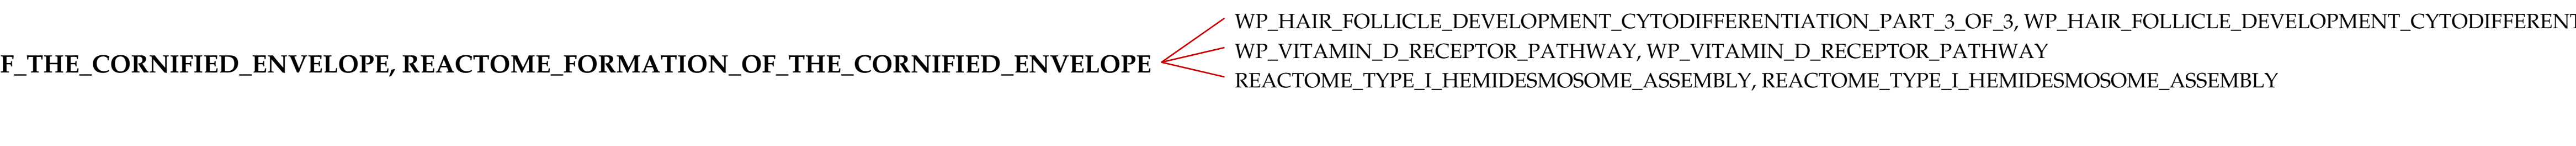 F_THE_CORNIFIED_ENVELOPE, REACTOME_FORMATION_OF_THE_CORNIFIED_ENVELOPE
WP_HAIR_FOLLICLE_DEVELOPMENT_CYTODIFFERENTIATION_PART_3_OF_3, WP_HAIR_FOLLICLE_DEVELOPMENT_CYTODIFFERENT
WP_VITAMIN_D_RECEPTOR_PATHWAY, WP_VITAMIN_D_RECEPTOR_PATHWAY
REACTOME_TYPE_I_HEMIDESMOSOME_ASSEMBLY, REACTOME_TYPE_I_HEMIDESMOSOME_ASSEMBLY